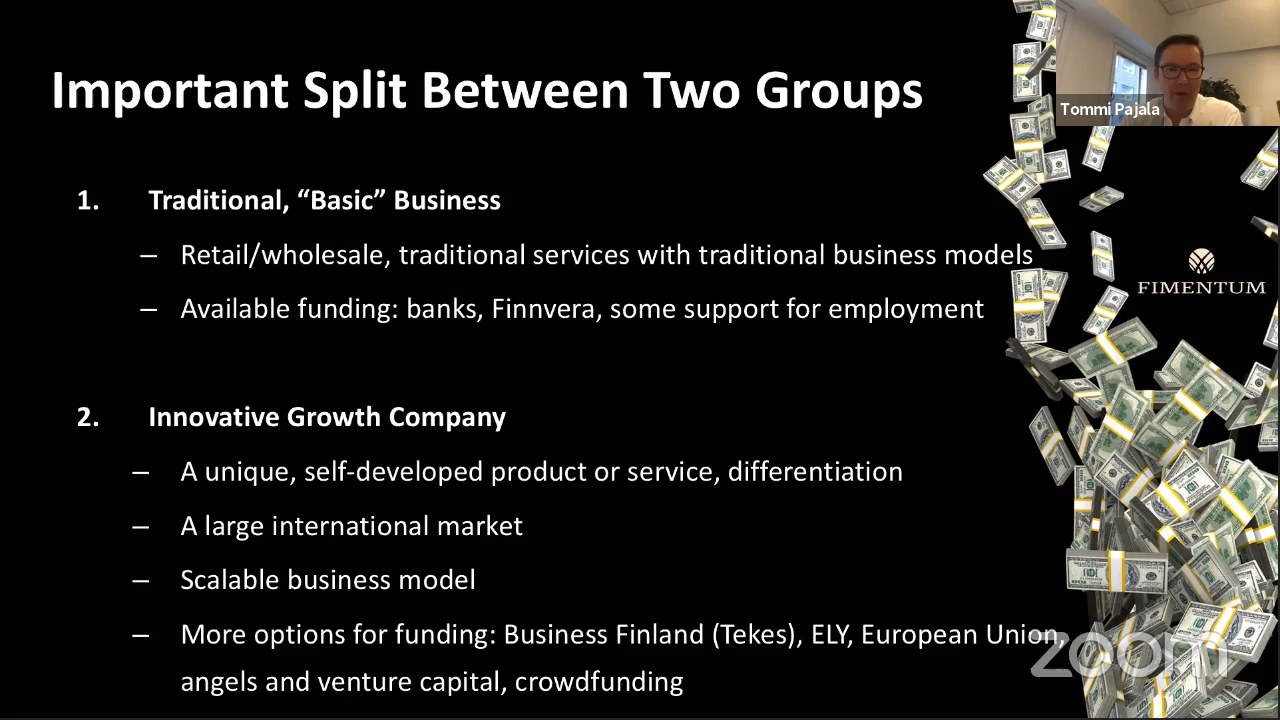 Important Split Between Two Groups
Tommi Pajala
1. Traditional, “Basic” Business
– Retail/wholesale, traditional services with traditional business models
– Available funding: banks, Finnvera, some support for employment
FIMENTUM
2. Innovative Growth Company
– A unique, self-developed product or service, differentiation
– A large international market
– Scalable business model
– More options for funding: Business Finland (Tekes), ELY, European Union,
angels and venture capital, crowdfunding
zoom